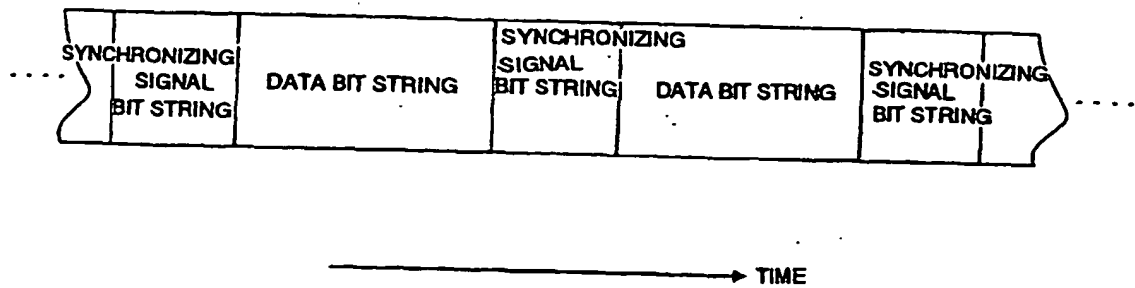 SYNCHRONIZING
SIGNAL
BIT STRING
DATA BIT STRING
SYNCHRONIZING
SIGNAL
BIT STRING
DATA BIT STRING
SYNCHRONIZING
SIGNAL
BIT STRING
TIME